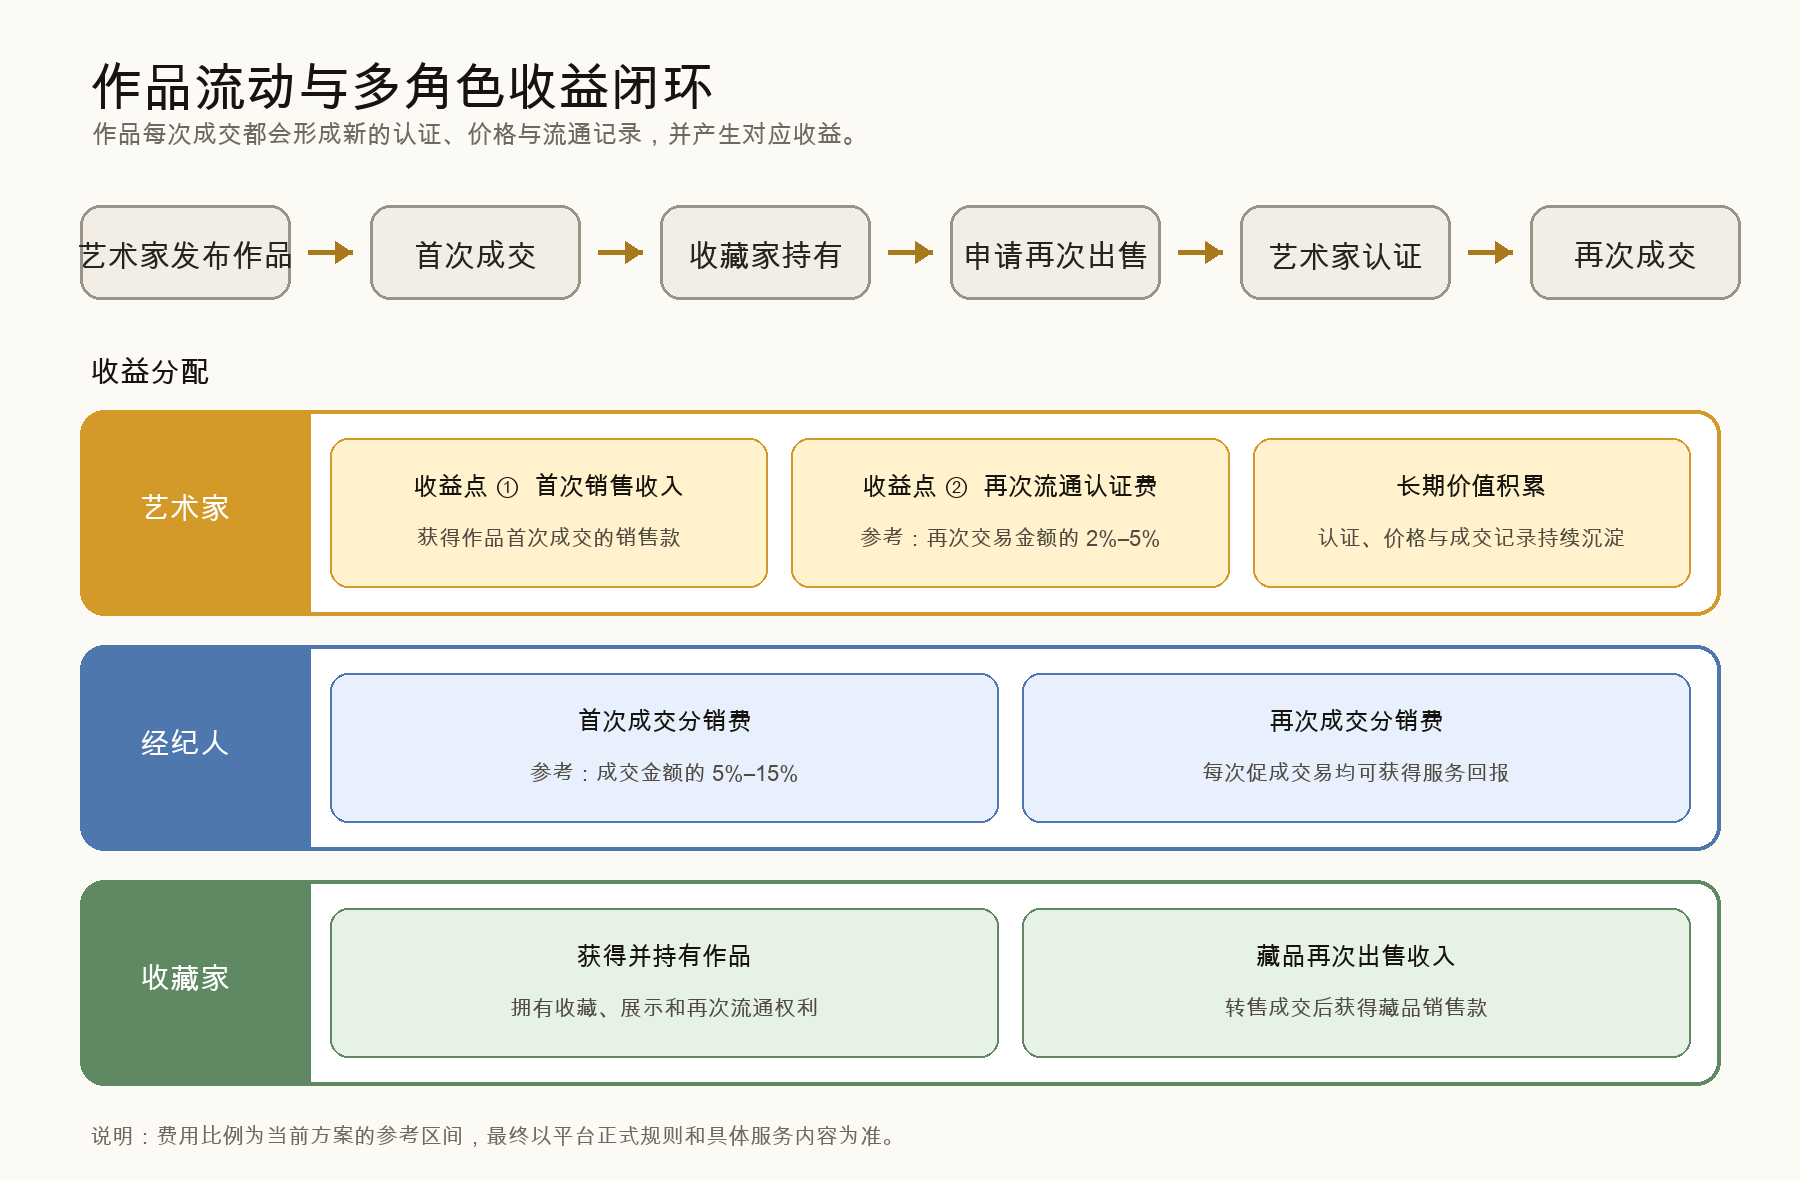 作品流动与多角色收益闭环
作品每次成交都会形成新的认证、价格与流通记录，并产生对应收益。
艺术家发布作品
首次成交
收藏家持有
申请再次出售
艺术家认证
再次成交
收益分配
艺术家
收益点 ① 首次销售收入
获得作品首次成交的销售款
收益点 ② 再次流通认证费
参考：再次交易金额的 2%–5%
长期价值积累
认证、价格与成交记录持续沉淀
经纪人
首次成交分销费
参考：成交金额的 5%–15%
再次成交分销费
每次促成交易均可获得服务回报
收藏家
获得并持有作品
拥有收藏、展示和再次流通权利
藏品再次出售收入
转售成交后获得藏品销售款
说明：费用比例为当前方案的参考区间，最终以平台正式规则和具体服务内容为准。